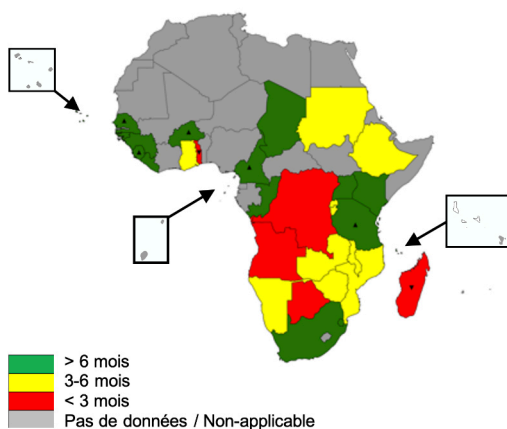 > 6 mois
3-6 mois
< 3 mois
Pas de données / Non-applicable